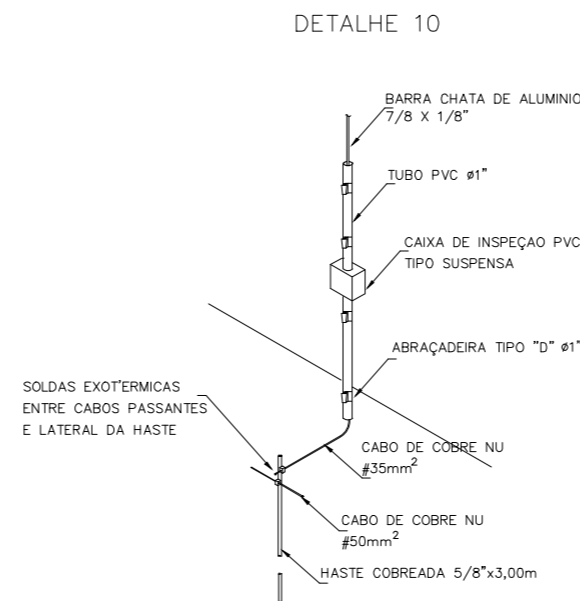 DETALHE 10
BARRA CHATA DE ALUMINIO
7/8 X 1/8"
TUBO PVC ø1"
CAIXA DE INSPEÇAO PVC
TIPO SUSPENSA
ABRAÇADEIRA TIPO "D" ø1"
SOLDAS EXOT'ERMICAS
ENTRE CABOS PASSANTES
E LATERAL DA HASTE
CABO DE COBRE NU
#35mm²
CABO DE COBRE NU
#50mm²
HASTE COBREADA 5/8"x3,00m